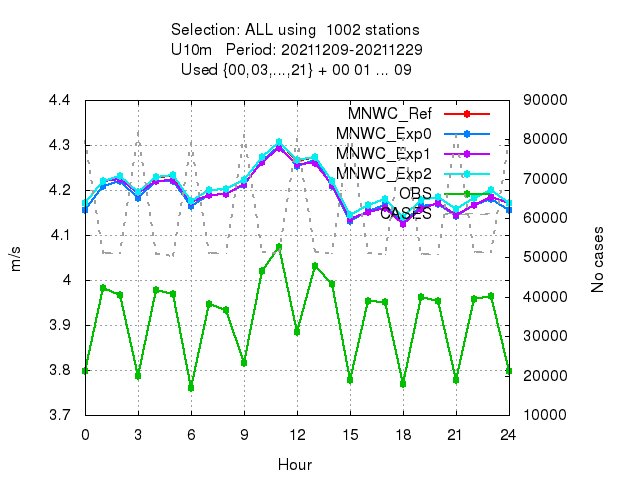 Selection: ALL using  1002 stations
U10m   Period: 20211209-20211229
Used {00,03,...,21} + 00 01 ... 09
4.4
4.3
4.2
4.1
4
3.9
3.8
3.7
m/s
90000
80000
70000
60000
50000
40000
30000
20000
10000
No cases
MNWC_Ref
MNWC_Exp0
MNWC_Exp1
MNWC_Exp2
OBS
CASES
0 3 6 9 12 15 18 21 24
Hour